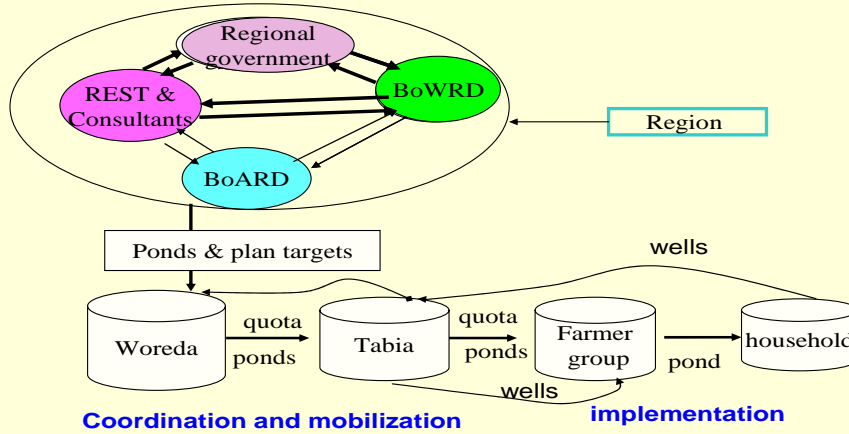 Regional
government
REST &
Consultants
BoWRD
Region
BoARD
Ponds & plan targets
wells
Woreda
quota
ponds
Tabia
quota
ponds
Farmer
group
pond
household
wells
Coordination and mobilization
implementation